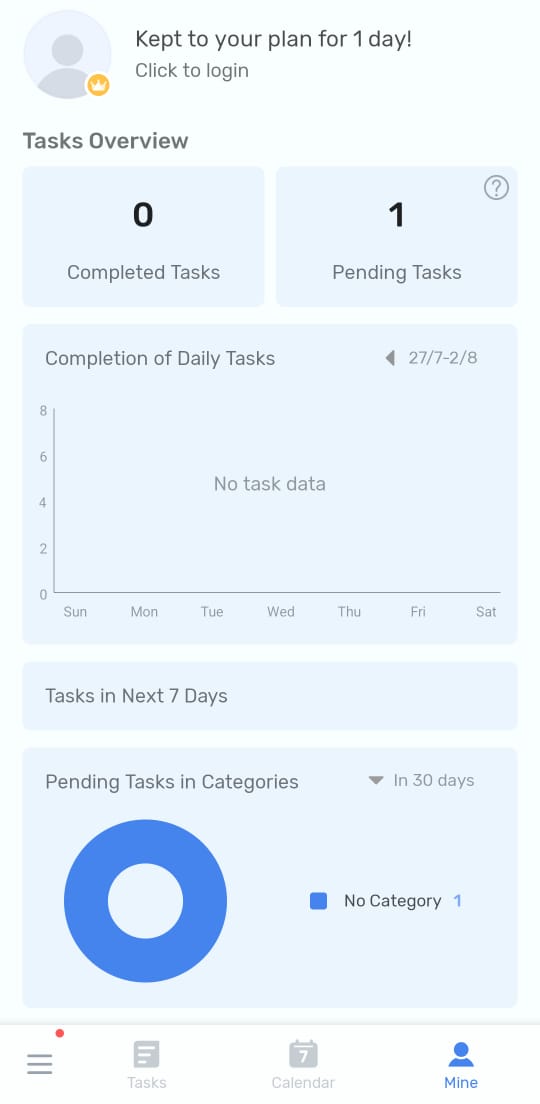 Kept to your plan for 1 day!
Click to login
Tasks Overview
0
Completed Tasks
1
Pending Tasks
?
Completion of Daily Tasks
27/7-2/8
8
6
4
2
0
No task data
Sun Mon Tue Wed Thu Fri Sat
Tasks in Next 7 Days
Pending Tasks in Categories
In 30 days
No Category 1
Tasks
7
Calendar
Mine